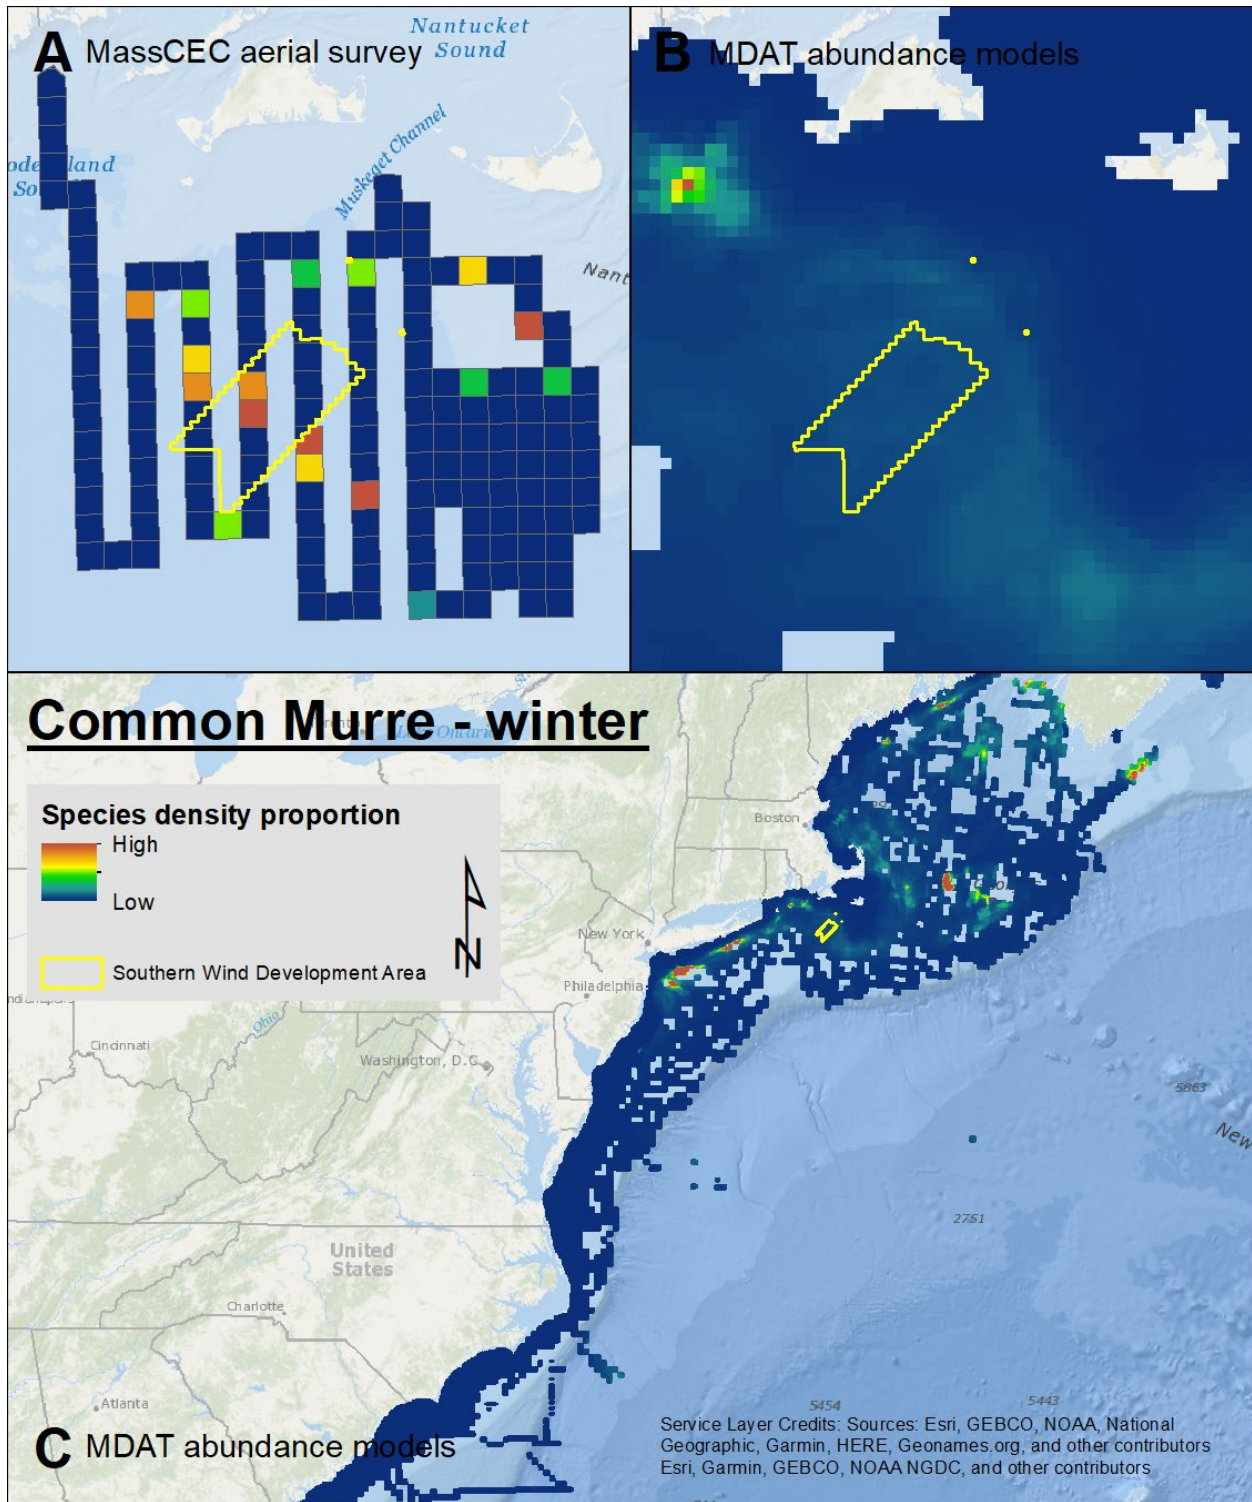 A MassCEC aerial survey
Nantucket
Sound
Muskeget Channel
Nant
B MDAT abundance models
Common Murre - winter
Species density proportion
High
Low
Southern Wind Development Area
N
Boston
New York
Philadelphia
Ohio
Cincinnati
Washington, D.C.
United
States
Charlotte
Atlanta
5863
New
2751
5454
5443
C MDAT abundance models
Service Layer Credits: Sources: Esri, GEBCO, NOAA, National
Geographic, Garmin, HERE, Geonames.org, and other contributors
Esri, Garmin, GEBCO, NOAA NGDC, and other contributors